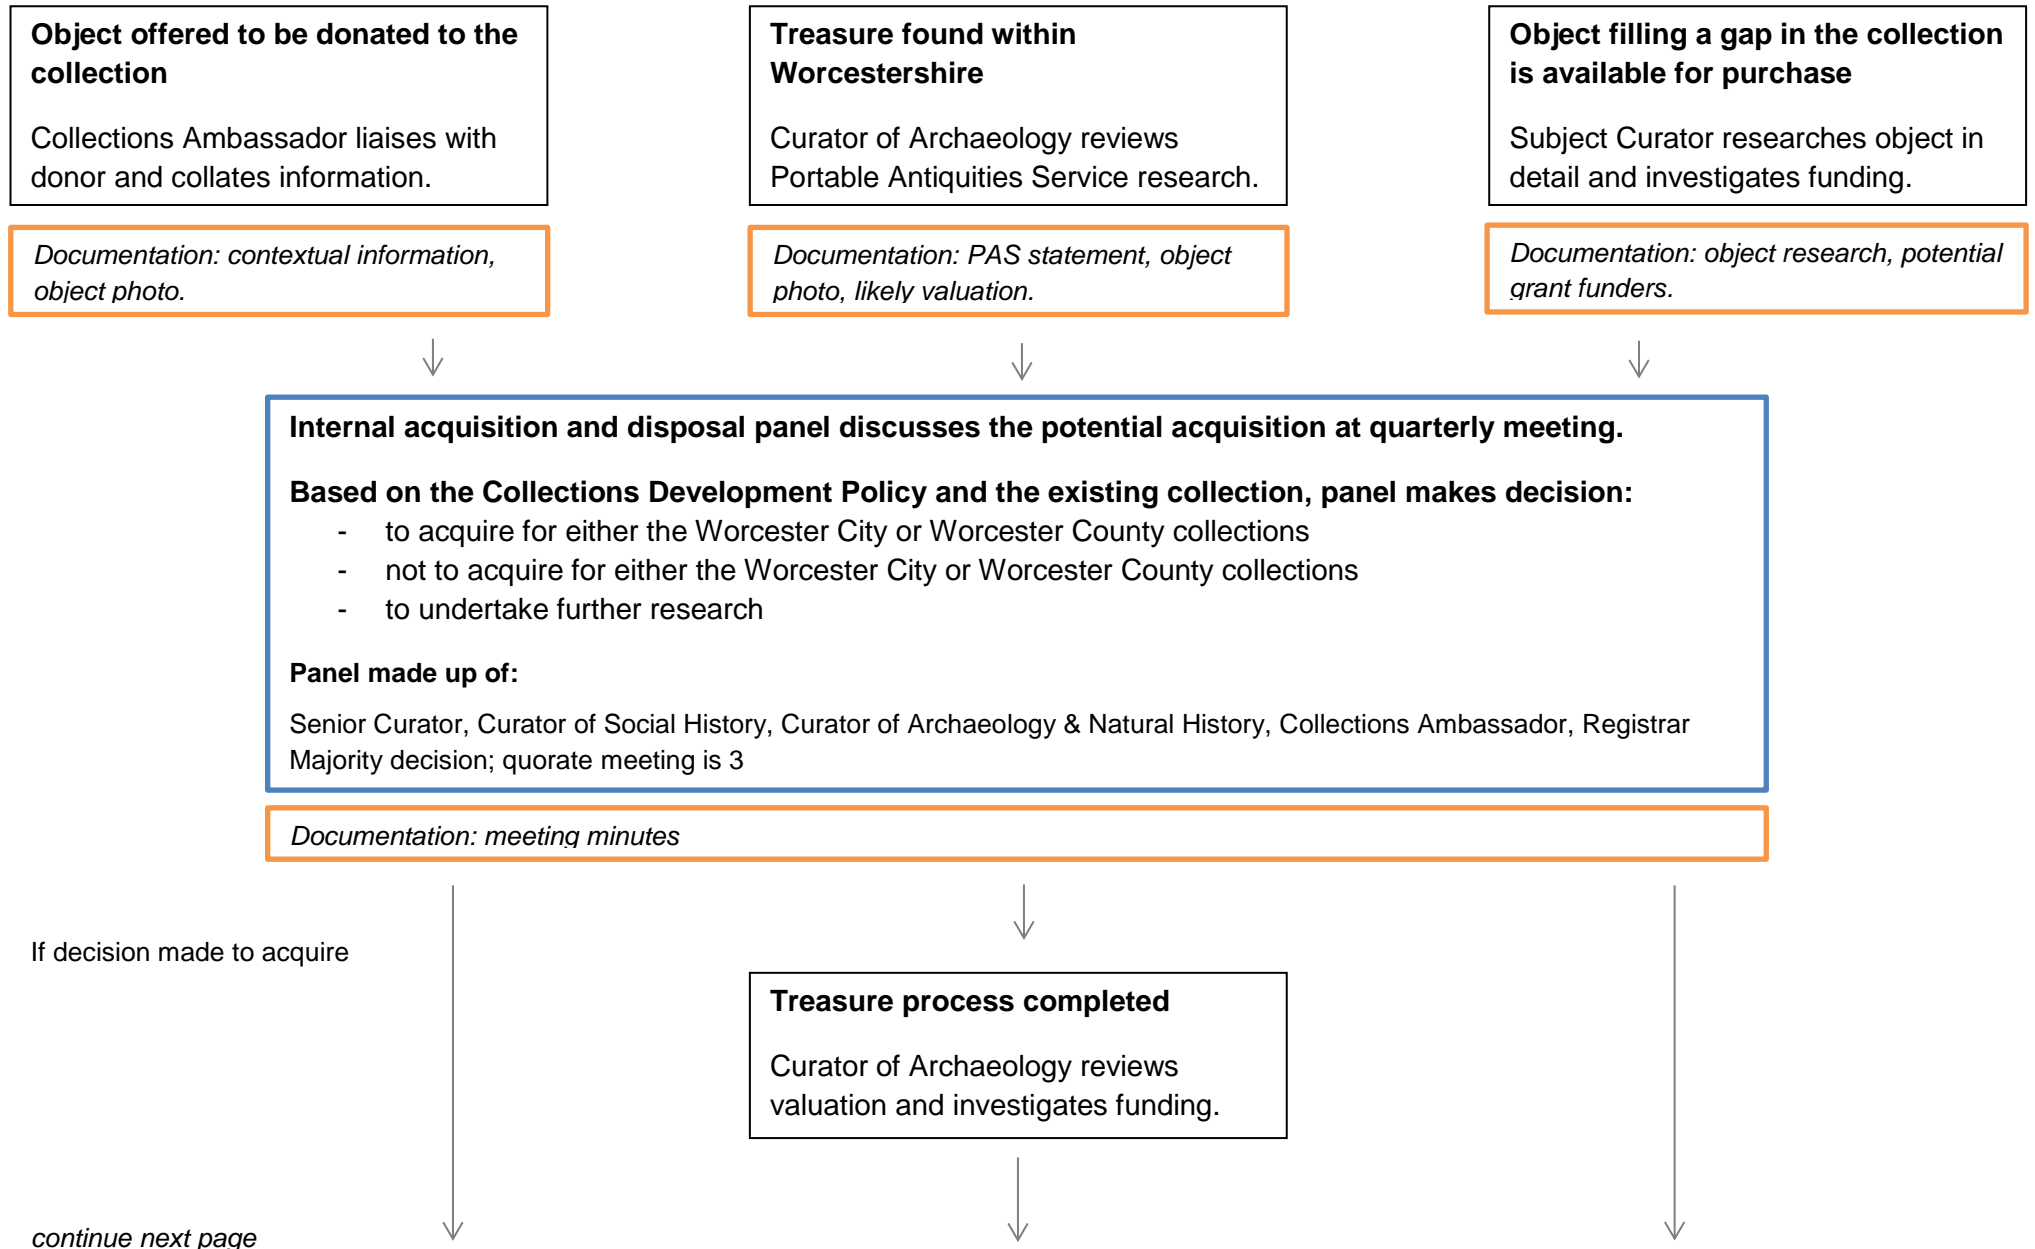 Object offered to be donated to the
collection
Collections Ambassador liaises with
donor and collates information.
Documentation: contextual information,
object photo.
Treasure found within
Worcestershire
Curator of Archaeology reviews
Portable Antiquities Service research.
Documentation: PAS statement, object
photo, likely valuation.
Object filling a gap in the collection
is available for purchase
Subject Curator researches object in
detail and investigates funding.
Documentation: object research, potential
grant funders.
Internal acquisition and disposal panel discusses the potential acquisition at quarterly meeting.
Based on the Collections Development Policy and the existing collection, panel makes decision:
- to acquire for either the Worcester City or Worcester County collections
- not to acquire for either the Worcester City or Worcester County collections
- to undertake further research
Panel made up of:
Senior Curator, Curator of Social History, Curator of Archaeology & Natural History, Collections Ambassador, Registrar
Majority decision; quorate meeting is 3
Documentation: meeting minutes
If decision made to acquire
Treasure process completed
Curator of Archaeology reviews
valuation and investigates funding.
continue next page